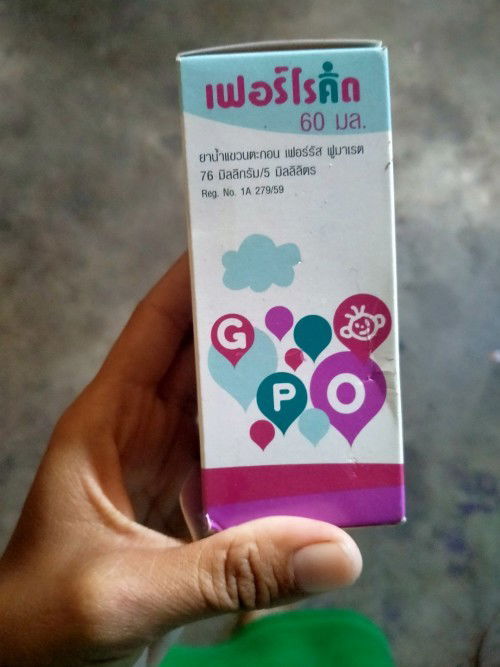 เฟอร์โรคิด
60 มล.
ยาน้ำแขวนตะกอน เฟอร์รัส ฟูมาเรต
76 มิลลิกรัม/5 มิลลิลิตร
Reg. No. 1A 279/59
G
P O